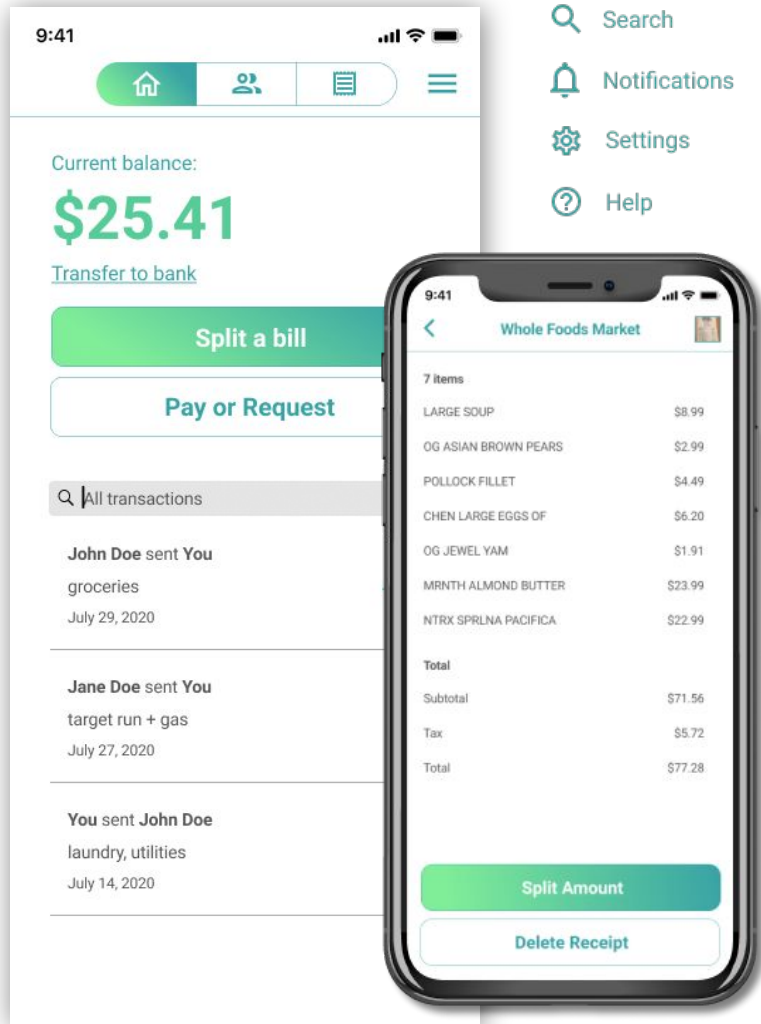 9:41
Current balance:
$25.41
Transfer to bank
Split a bill
Pay or Request
All transactions
John Doe sent You
groceries
July 29, 2020
Jane Doe sent You
target run + gas
July 27, 2020
You sent John Doe
laundry, utilities
July 14, 2020
Search
Notifications
Settings
Help
9:41
Whole Foods Market
7 items
LARGE SOUP $8.99
OG ASIAN BROWN PEARS $2.99
POLLOCK FILLET $4.49
CHEN LARGE EGGS OF $6.20
OG JEWEL YAM $1.91
MRNTH ALMOND BUTTER $23.99
NTRX SPRLNA PACIFICA $22.99
Total
Subtotal $71.56
Tax $5.72
Total $77.28
Split Amount
Delete Receipt